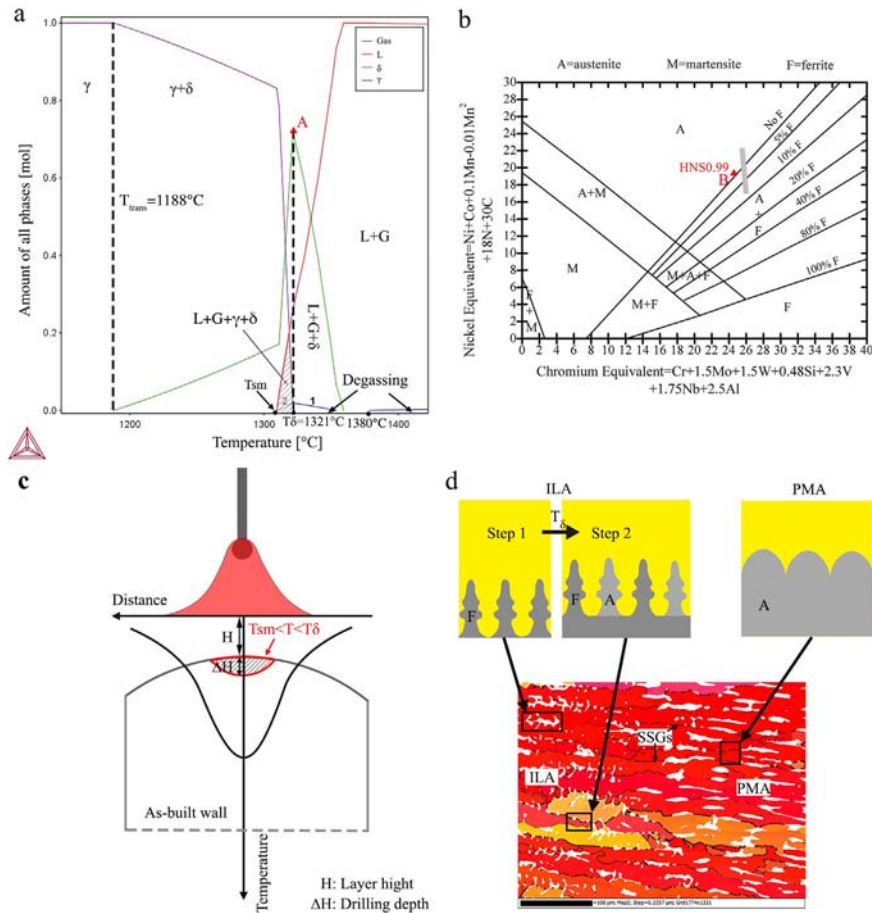 a
1.0
0.8
0.6
0.4
0.2
0.0
Amount of all phases [mol]
γ
γ+δ
Ttrans=1188°C
A
L+G
L+G+γ+δ
L+G+δ
Tsm
2
1
Degassing
Tδ=1321°C
1380°C
1200
1300
1400
Temperature [°C]
Gas
L
δ
γ
b
A=austenite M=martensite F=ferrite
30
28
26
24
22
20
18
16
14
12
10
8
6
4
2
0
Nickel Equivalent=Ni+Co+0.1Mn-0.01Mn²
+18N+30C
A
No F
5% F
10% F
20% F
40% F
80% F
100% F
HNS0.99
B
A+M
A
+
F
M
M+A+F
M+F
F
F
+
M
0 2 4 6 8 10 12 14 16 18 20 22 24 26 28 30 32 34 36 38 40
Chromium Equivalent=Cr+1.5Mo+1.5W+0.48Si+2.3V
+1.75Nb+2.5Al
c
Distance
H
Tsm<T<Tδ
ΔH
As-built wall
Temperature
H: Layer hight
ΔH: Drilling depth
d
ILA
PMA
Step 1
Tδ
Step 2
F
F
A
A
SSGs
ILA
PMA